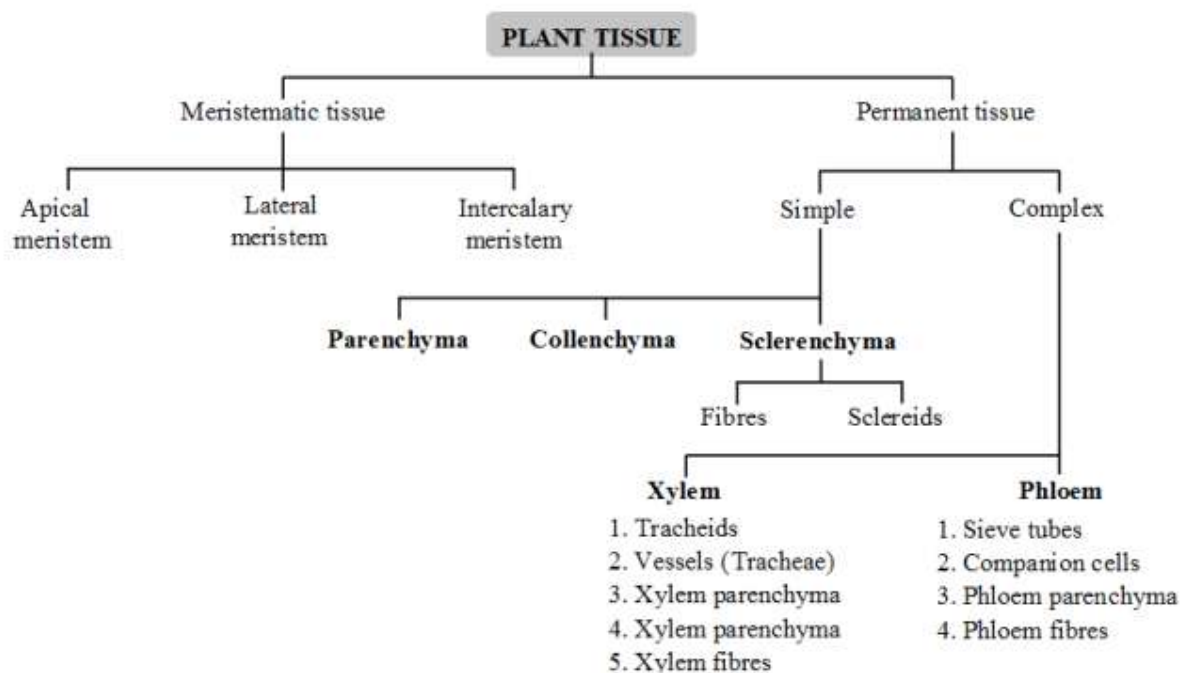 PLANT TISSUE
Meristematic tissue
Permanent tissue
Apical
meristem
Lateral
meristem
Intercalary
meristem
Simple
Complex
Parenchyma
Collenchyma
Sclerenchyma
Fibres
Sclereids
Xylem
1. Tracheids
2. Vessels (Tracheae)
3. Xylem parenchyma
4. Xylem parenchyma
5. Xylem fibres
Phloem
1. Sieve tubes
2. Companion cells
3. Phloem parenchyma
4. Phloem fibres